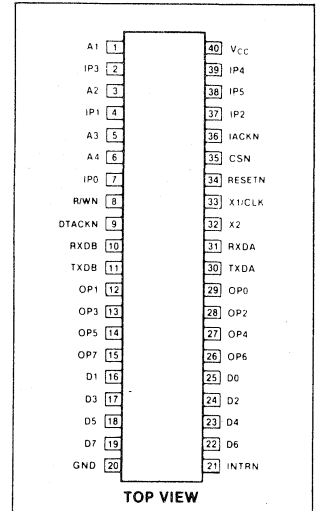 A1 1 40 VCC
IP3 2 39 IP4
A2 3 38 IP5
IP1 4 37 IP2
A3 5 36 IACKN
A4 6 35 CSN
IP0 7 34 RESETN
R/WN 8 33 X1/CLK
DTACKN 9 32 X2
RXDB 10 31 RXDA
TXDB 11 30 TXDA
OP1 12 29 OP0
OP3 13 28 OP2
OP5 14 27 OP4
OP7 15 26 OP6
D1 16 25 D0
D3 17 24 D2
D5 18 23 D4
D7 19 22 D6
GND 20 21 INTRN
TOP VIEW